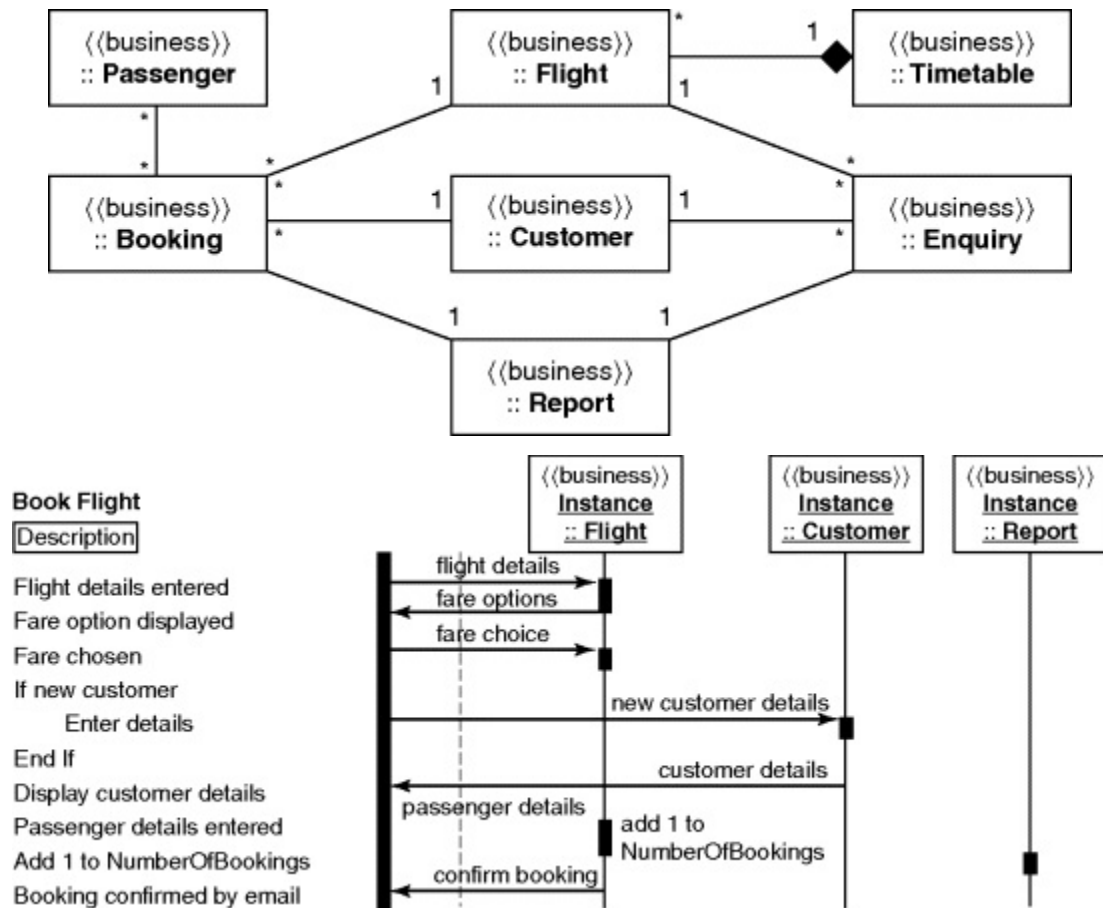 ⟨⟨business⟩⟩
:: Passenger
⟨⟨business⟩⟩
:: Flight
⟨⟨business⟩⟩
:: Timetable
*
1
*
1
1
*
*
*
*
*
⟨⟨business⟩⟩
:: Booking
*
1
⟨⟨business⟩⟩
:: Customer
1
*
⟨⟨business⟩⟩
:: Enquiry
1
1
⟨⟨business⟩⟩
:: Report
Book Flight
Description
⟨⟨business⟩⟩
Instance
:: Flight
⟨⟨business⟩⟩
Instance
:: Customer
⟨⟨business⟩⟩
Instance
:: Report
Flight details entered
flight details
Fare option displayed
fare options
Fare chosen
fare choice
If new customer
Enter details
new customer details
End If
Display customer details
customer details
Passenger details entered
passenger details
Add 1 to NumberOfBookings
add 1 to
NumberOfBookings
Booking confirmed by email
confirm booking